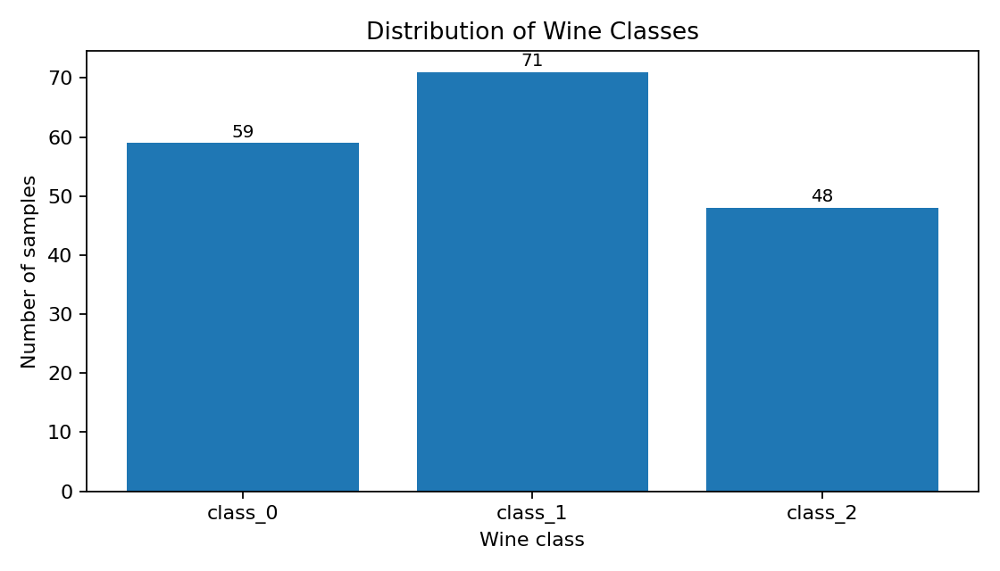 Distribution of Wine Classes
71
59
48
70
60
50
40
30
20
10
0
Number of samples
class_0 class_1 class_2
Wine class